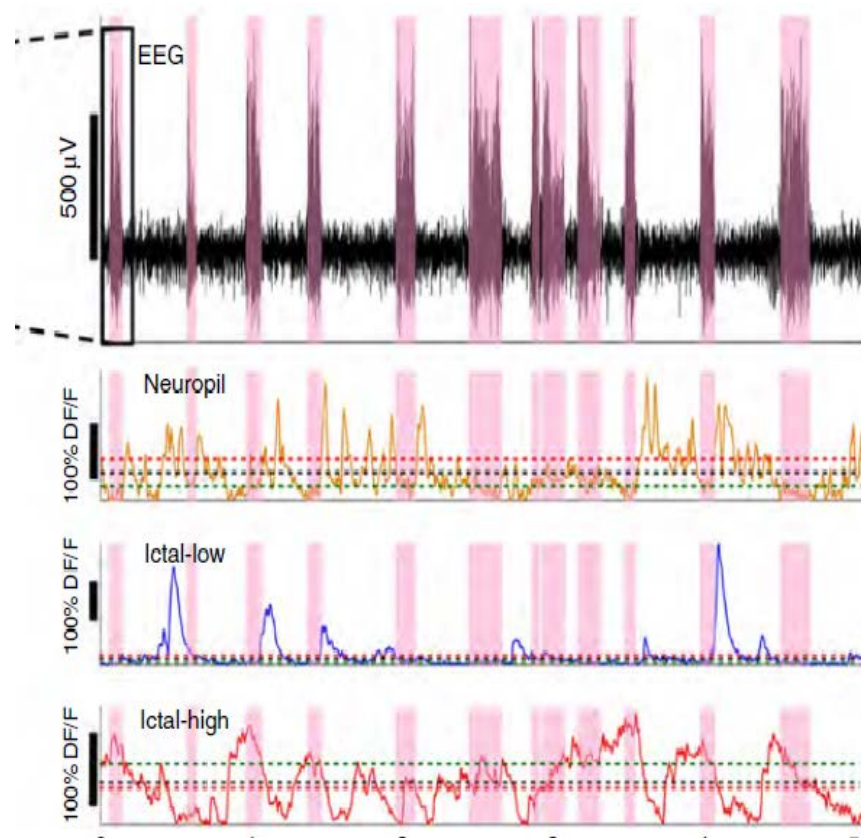 EEG
500 µV
Neuropil
100% DF/F
Ictal-low
100% DF/F
Ictal-high
100% DF/F